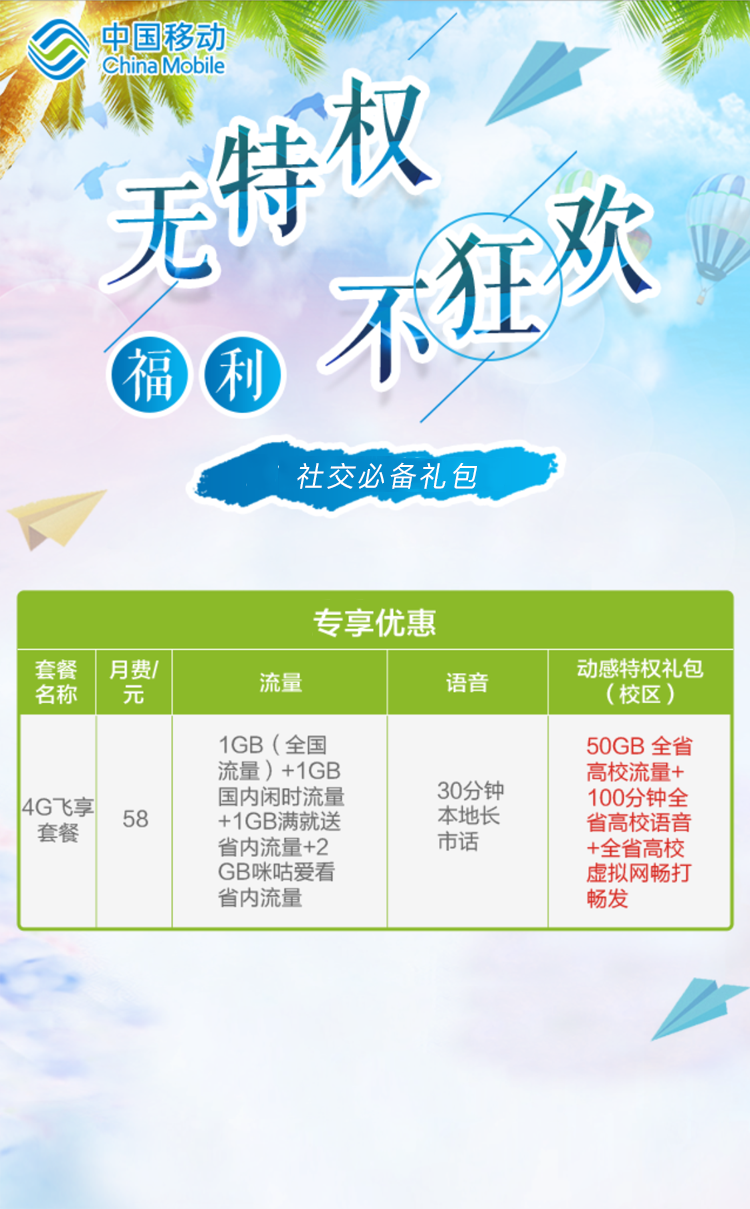 中国移动
China Mobile
无特权
不狂欢
福利
社交必备礼包
专享优惠
套餐
名称
月费/
元
流量
语音
动感特权礼包
（校区）
4G飞享
套餐
58
1GB（全国
流量）+1GB
国内闲时流量
+1GB满就送
省内流量+2
GB咪咕爱看
省内流量
30分钟
本地长
市话
50GB 全省
高校流量+
100分钟全
省高校语音
+全省高校
虚拟网畅打
畅发